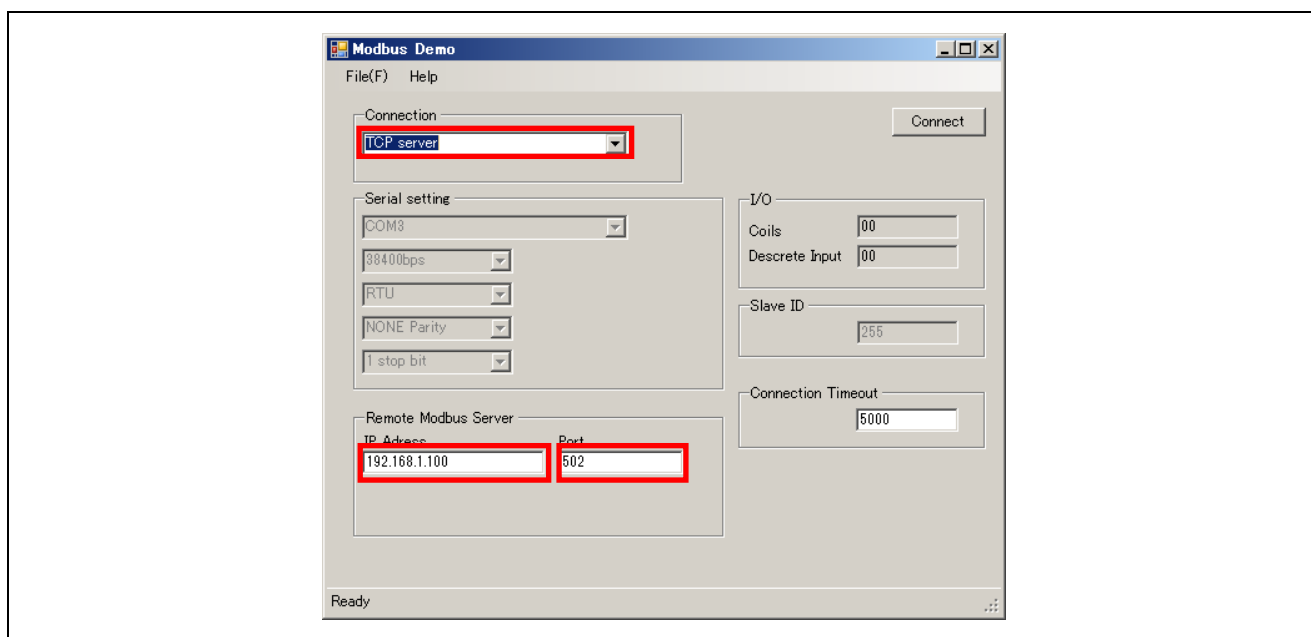 Modbus Demo
File(F) Help
Connection
TCP server
Connect
Serial setting
COM3
38400bps
RTU
NONE Parity
1 stop bit
I/O
Coils 00
Descrete Input 00
Slave ID
255
Connection Timeout
5000
Remote Modbus Server
IP Adress Port
192.168.1.100 502
Ready